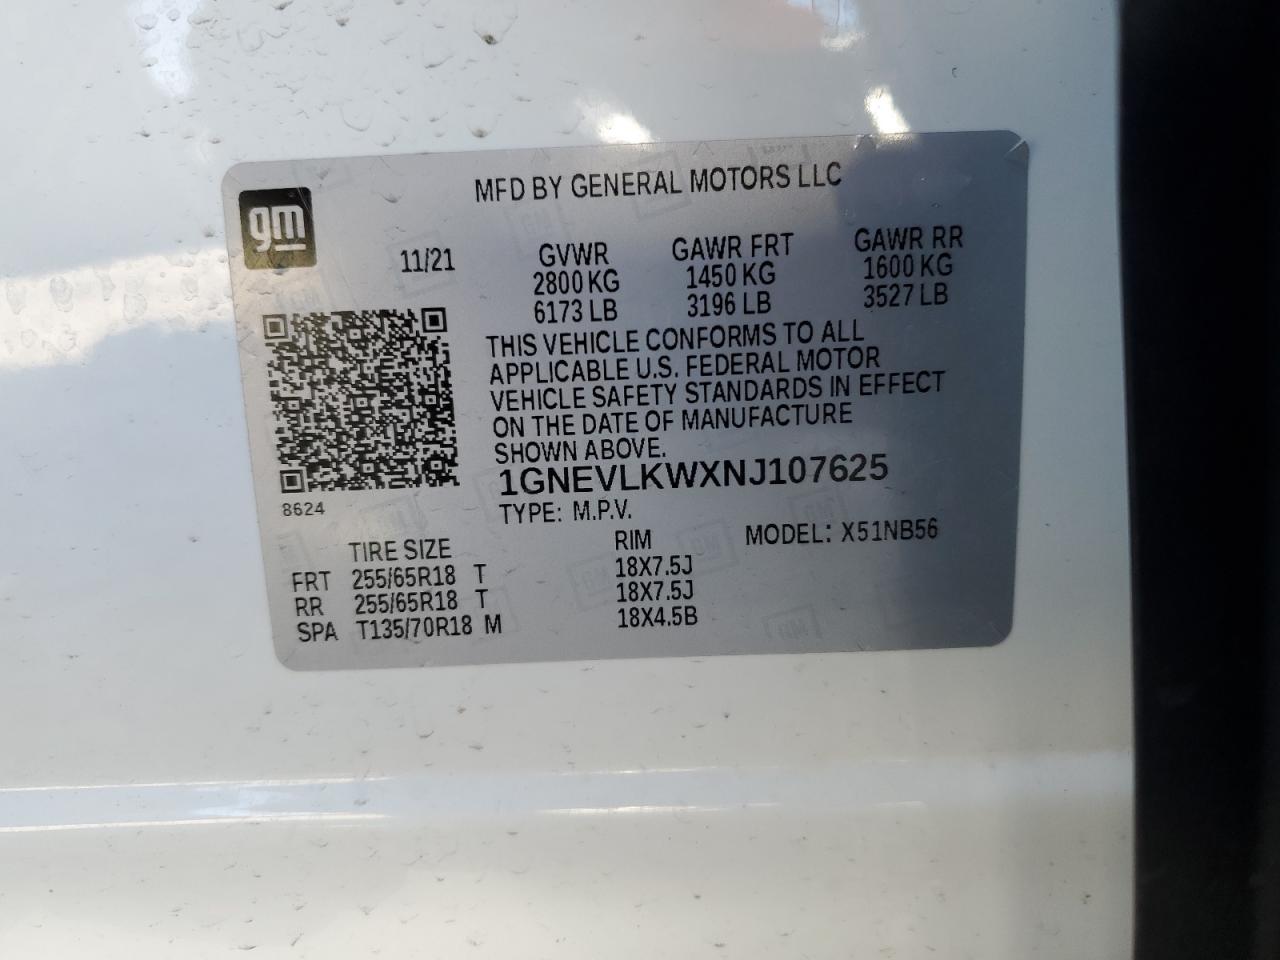 MFD BY GENERAL MOTORS LLC
gm
11/21
GVWR GAWR FRT GAWR RR
2800 KG 1450 KG 1600 KG
6173 LB 3196 LB 3527 LB
THIS VEHICLE CONFORMS TO ALL
APPLICABLE U.S. FEDERAL MOTOR
VEHICLE SAFETY STANDARDS IN EFFECT
ON THE DATE OF MANUFACTURE
SHOWN ABOVE.
1GNEVLKWXNJ107625
8624
TYPE: M.P.V. MODEL: X51NB56
TIRE SIZE RIM
FRT 255/65R18 T 18X7.5J
RR 255/65R18 T 18X7.5J
SPA T135/70R18 M 18X4.5B